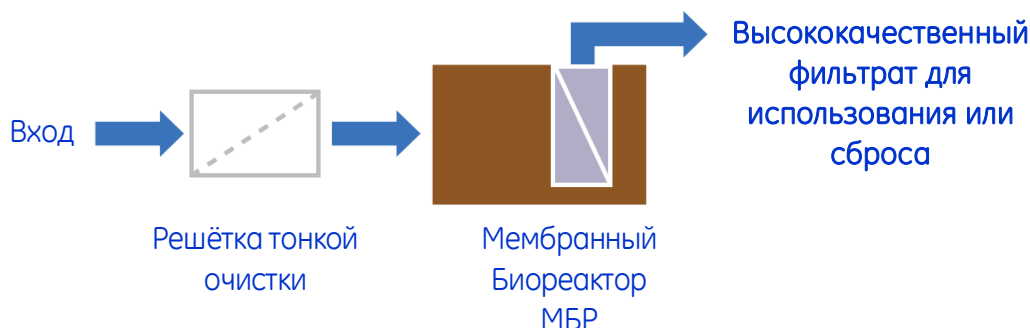 Вход
Решётка тонкой
очистки
Мембранный
Биореактор
МБР
Высококачественный
фильтрат для
использования или
сброса